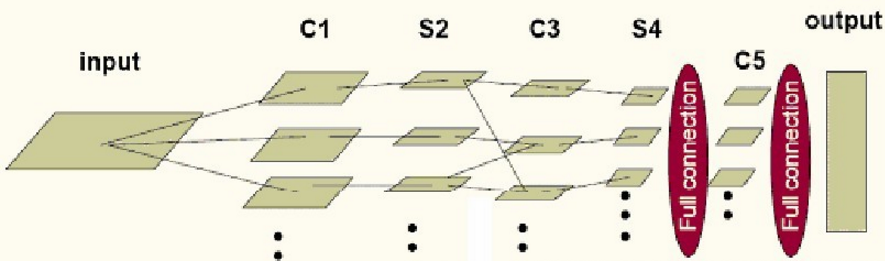 input
C1
S2
C3
S4
Full connection
C5
Full connection
output